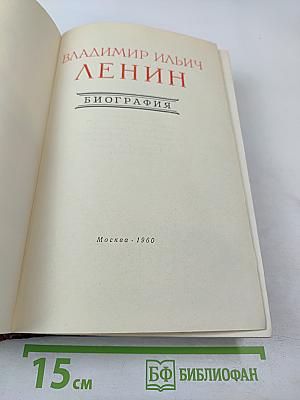 ВЛАДИМИР ИЛЬИЧ
ЛЕНИН
БИОГРАФИЯ
Москва · 1960
15 см
БФ БИБЛИОФАН